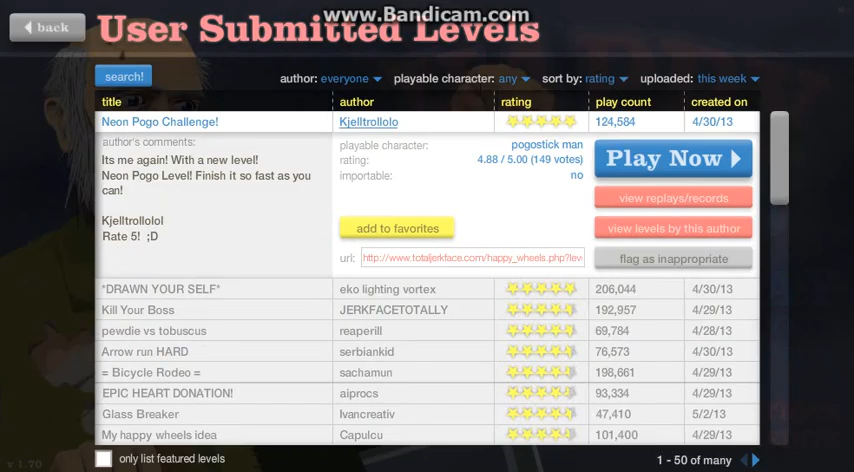 www.Bandicam.com
back
User Submitted Levels
search!
author: everyone playable character: any sort by: rating uploaded: this week
title author rating play count created on
Neon Pogo Challenge! Kjelltrollolo 124,584 4/30/13
author's comments:
Its me again! With a new level!
Neon Pogo Level! Finish it so fast as you
can!
Kjelltrollolol
Rate 5! ;D
playable character: pogostick man
rating: 4.88 / 5.00 (149 votes)
importable: no
add to favorites
url: http://www.totaljerkface.com/happy_wheels.php?leve
Play Now
view replays/records
view levels by this author
flag as inappropriate
*DRAWN YOUR SELF* eko lighting vortex 206,044 4/30/13
Kill Your Boss JERKFACETOTALLY 192,957 4/29/13
pewdie vs tobuscus reaperill 69,784 4/28/13
Arrow run HARD serbiankid 76,573 4/30/13
= Bicycle Rodeo = sachamun 198,661 4/29/13
EPIC HEART DONATION! aiprocs 93,334 4/29/13
Glass Breaker Ivancreativ 47,410 5/2/13
My happy wheels idea Capulcu 101,400 4/29/13
only list featured levels 1 - 50 of many
v 1.70